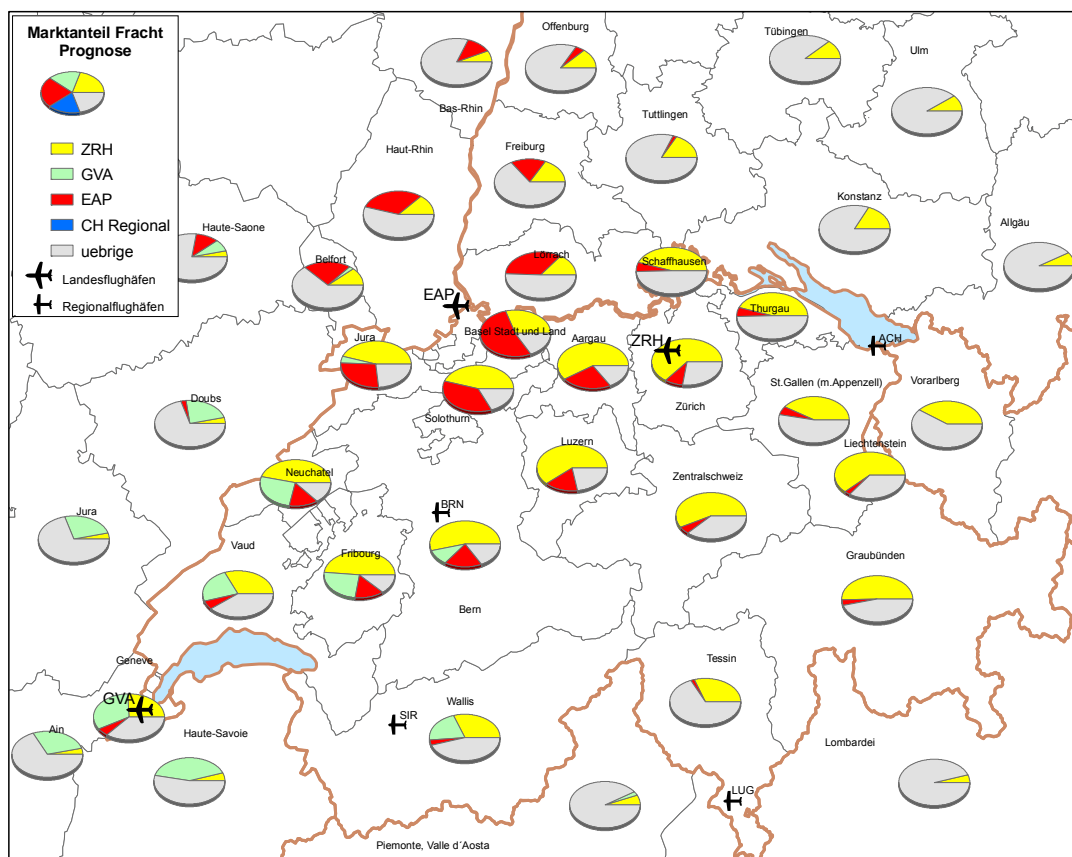 Marktanteil Fracht
Prognose
ZRH
GVA
EAP
CH Regional
uebrige
Landesflughäfen
Regionalflughäfen
Offenburg
Tübingen
Ulm
Bas-Rhin
Tuttlingen
Haut-Rhin
Freiburg
Konstanz
Allgäu
Haute-Saone
Belfort
Lörrach
Schaffhausen
EAP
Thurgau
Basel Stadt und Land
Jura
Aargau
ZRH
ACH
St.Gallen (m.Appenzell)
Vorarlberg
Doubs
Solothurn
Zürich
Luzern
Liechtenstein
Neuchatel
Zentralschweiz
BRN
Jura
Vaud
Fribourg
Graubünden
Bern
Geneve
Tessin
GVA
Wallis
SIR
Ain
Haute-Savoie
Lombardei
LUG
Piemonte, Valle d´Aosta